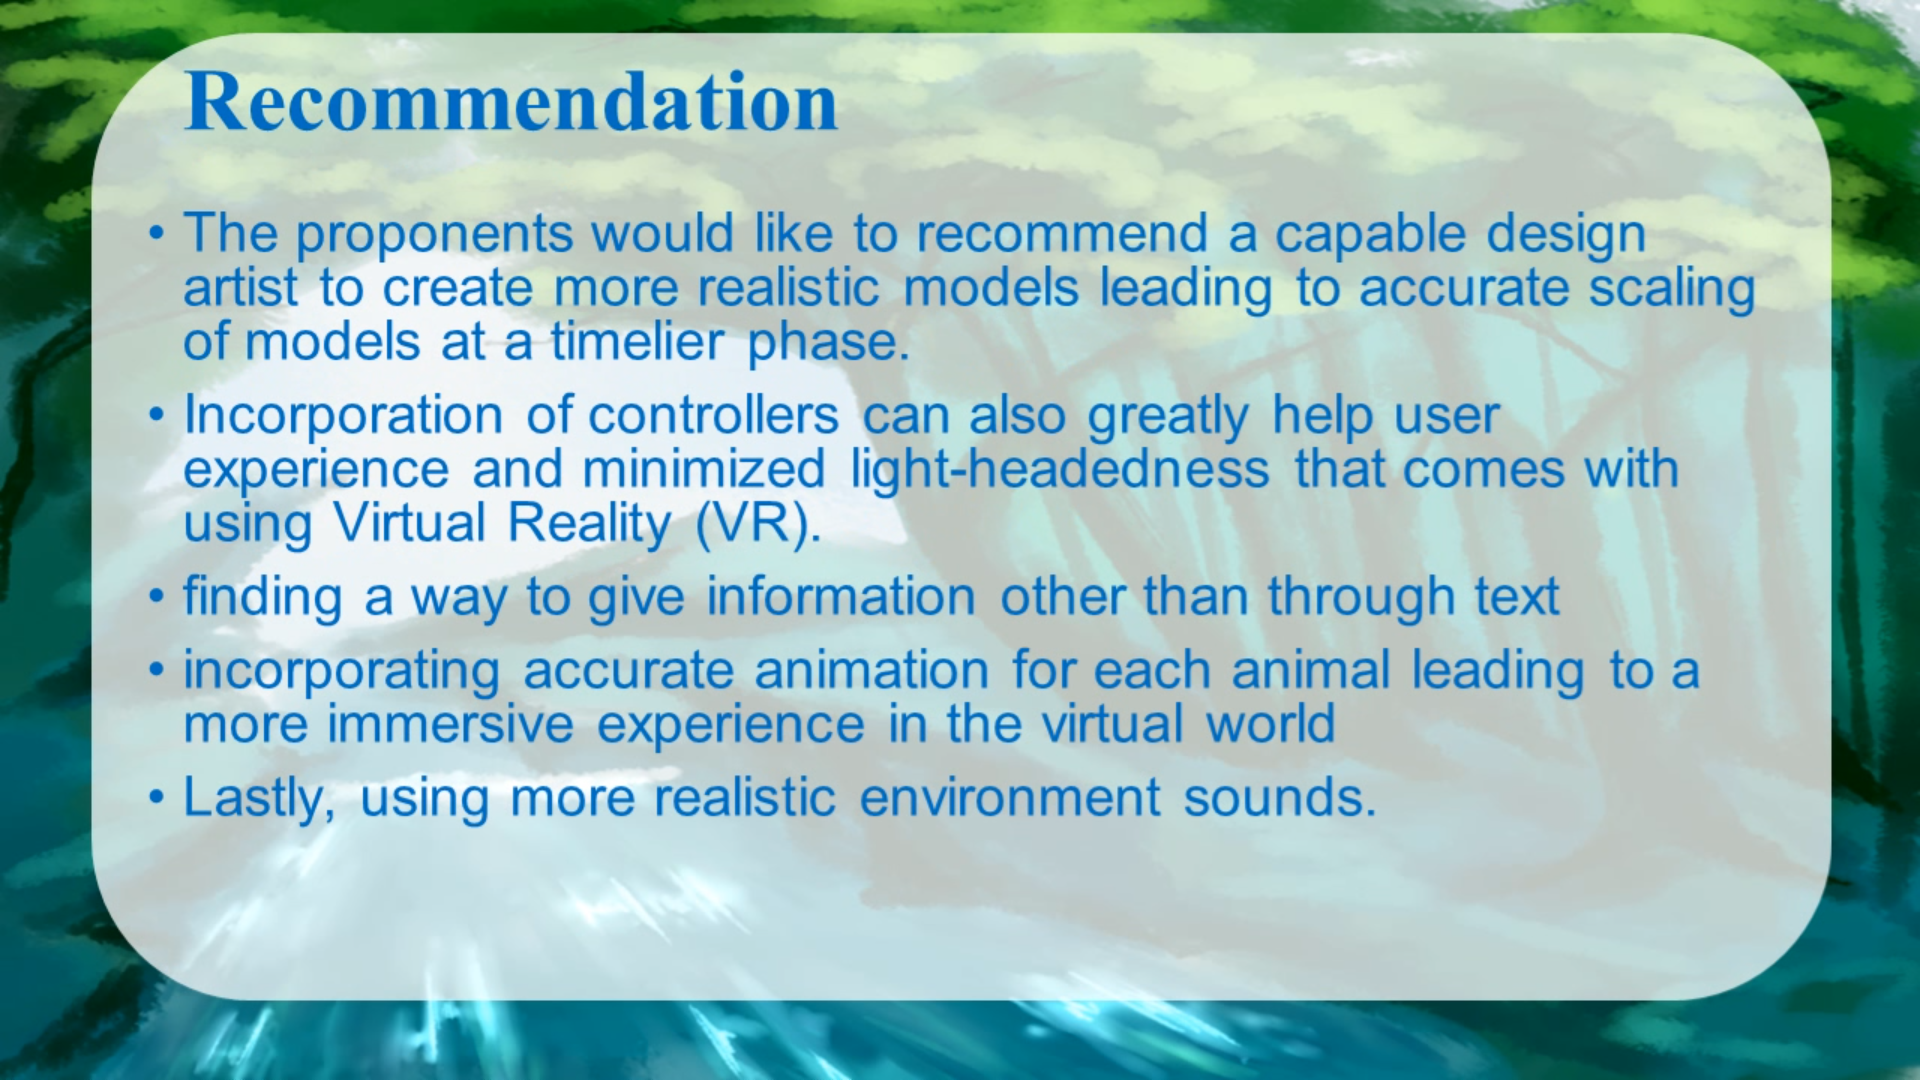 Recommendation
• The proponents would like to recommend a capable design
artist to create more realistic models leading to accurate scaling
of models at a timelier phase.
• Incorporation of controllers can also greatly help user
experience and minimized light-headedness that comes with
using Virtual Reality (VR).
• finding a way to give information other than through text
• incorporating accurate animation for each animal leading to a
more immersive experience in the virtual world
• Lastly, using more realistic environment sounds.